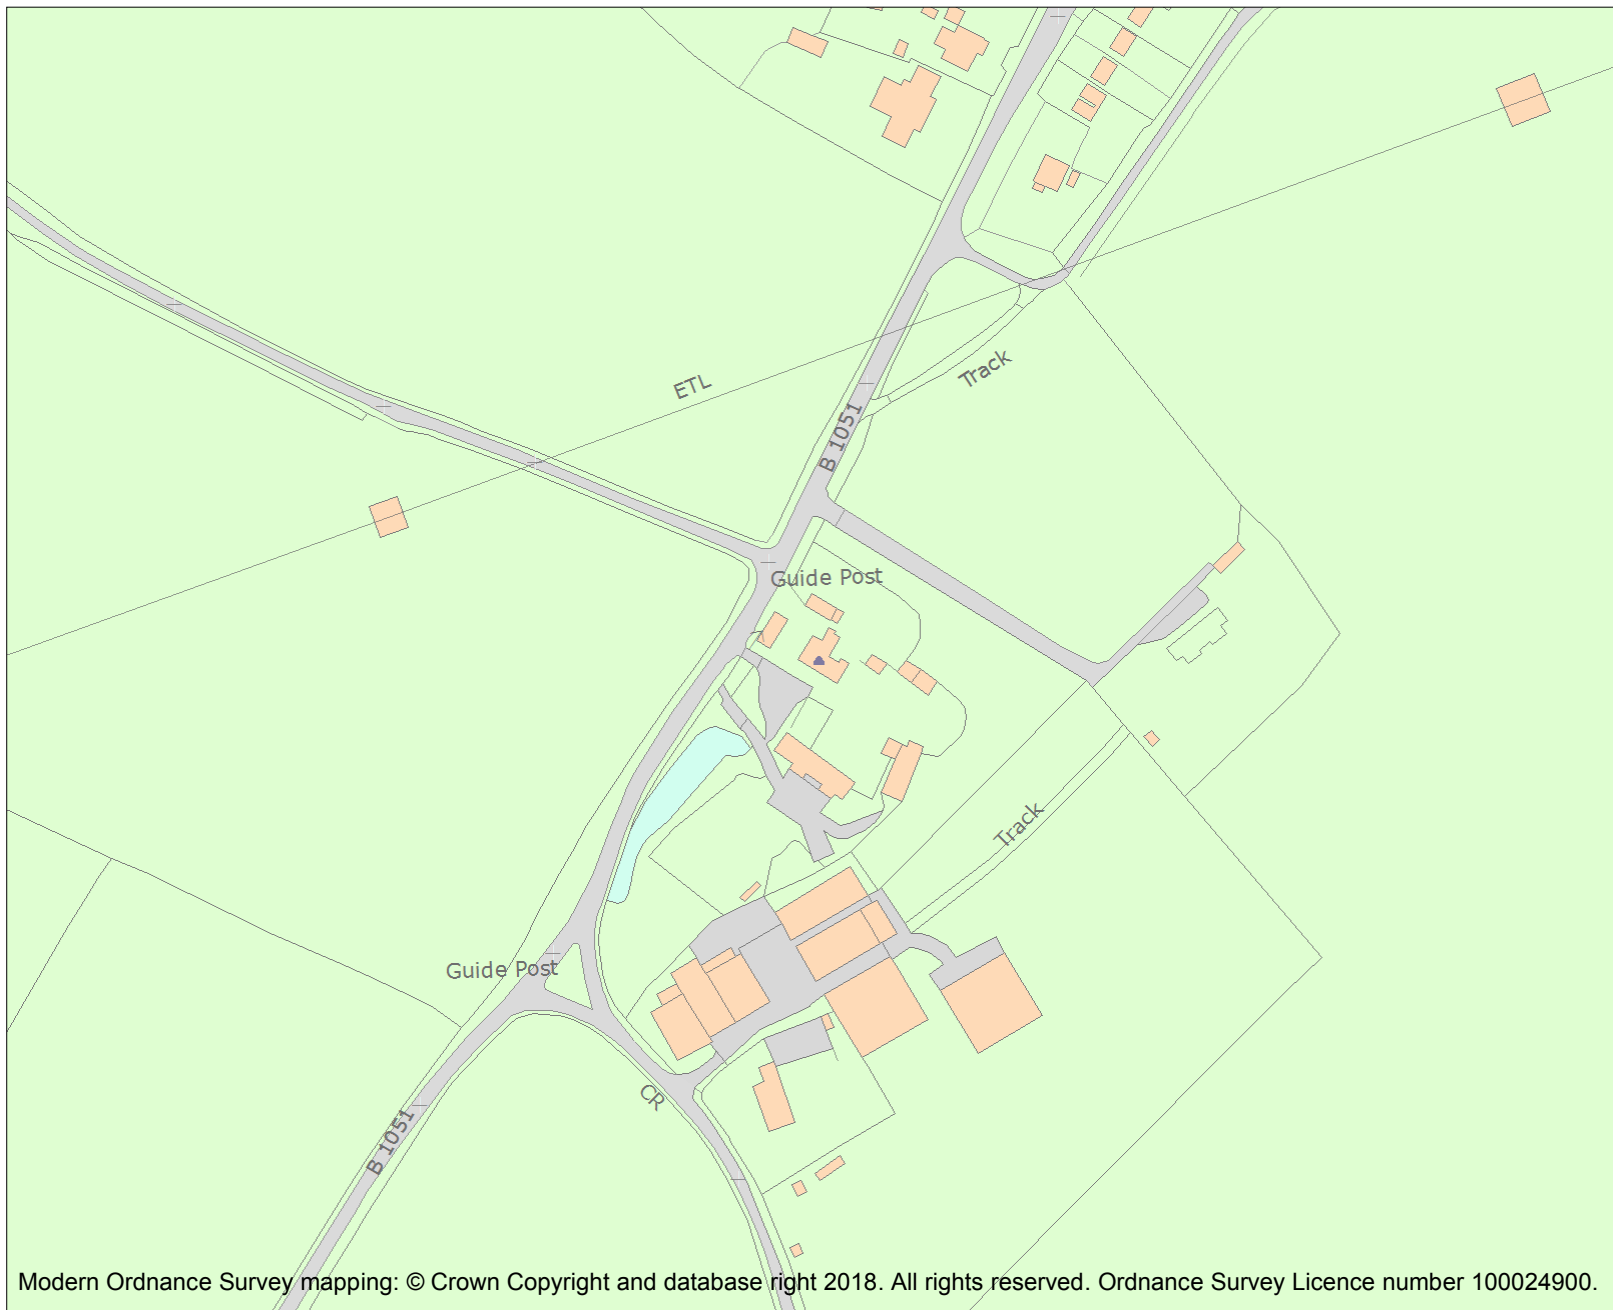 ETL
Track
B 1051
Guide Post
Track
Guide Post
CR
B 1051
Modern Ordnance Survey mapping: © Crown Copyright and database right 2018. All rights reserved. Ordnance Survey Licence number 100024900.